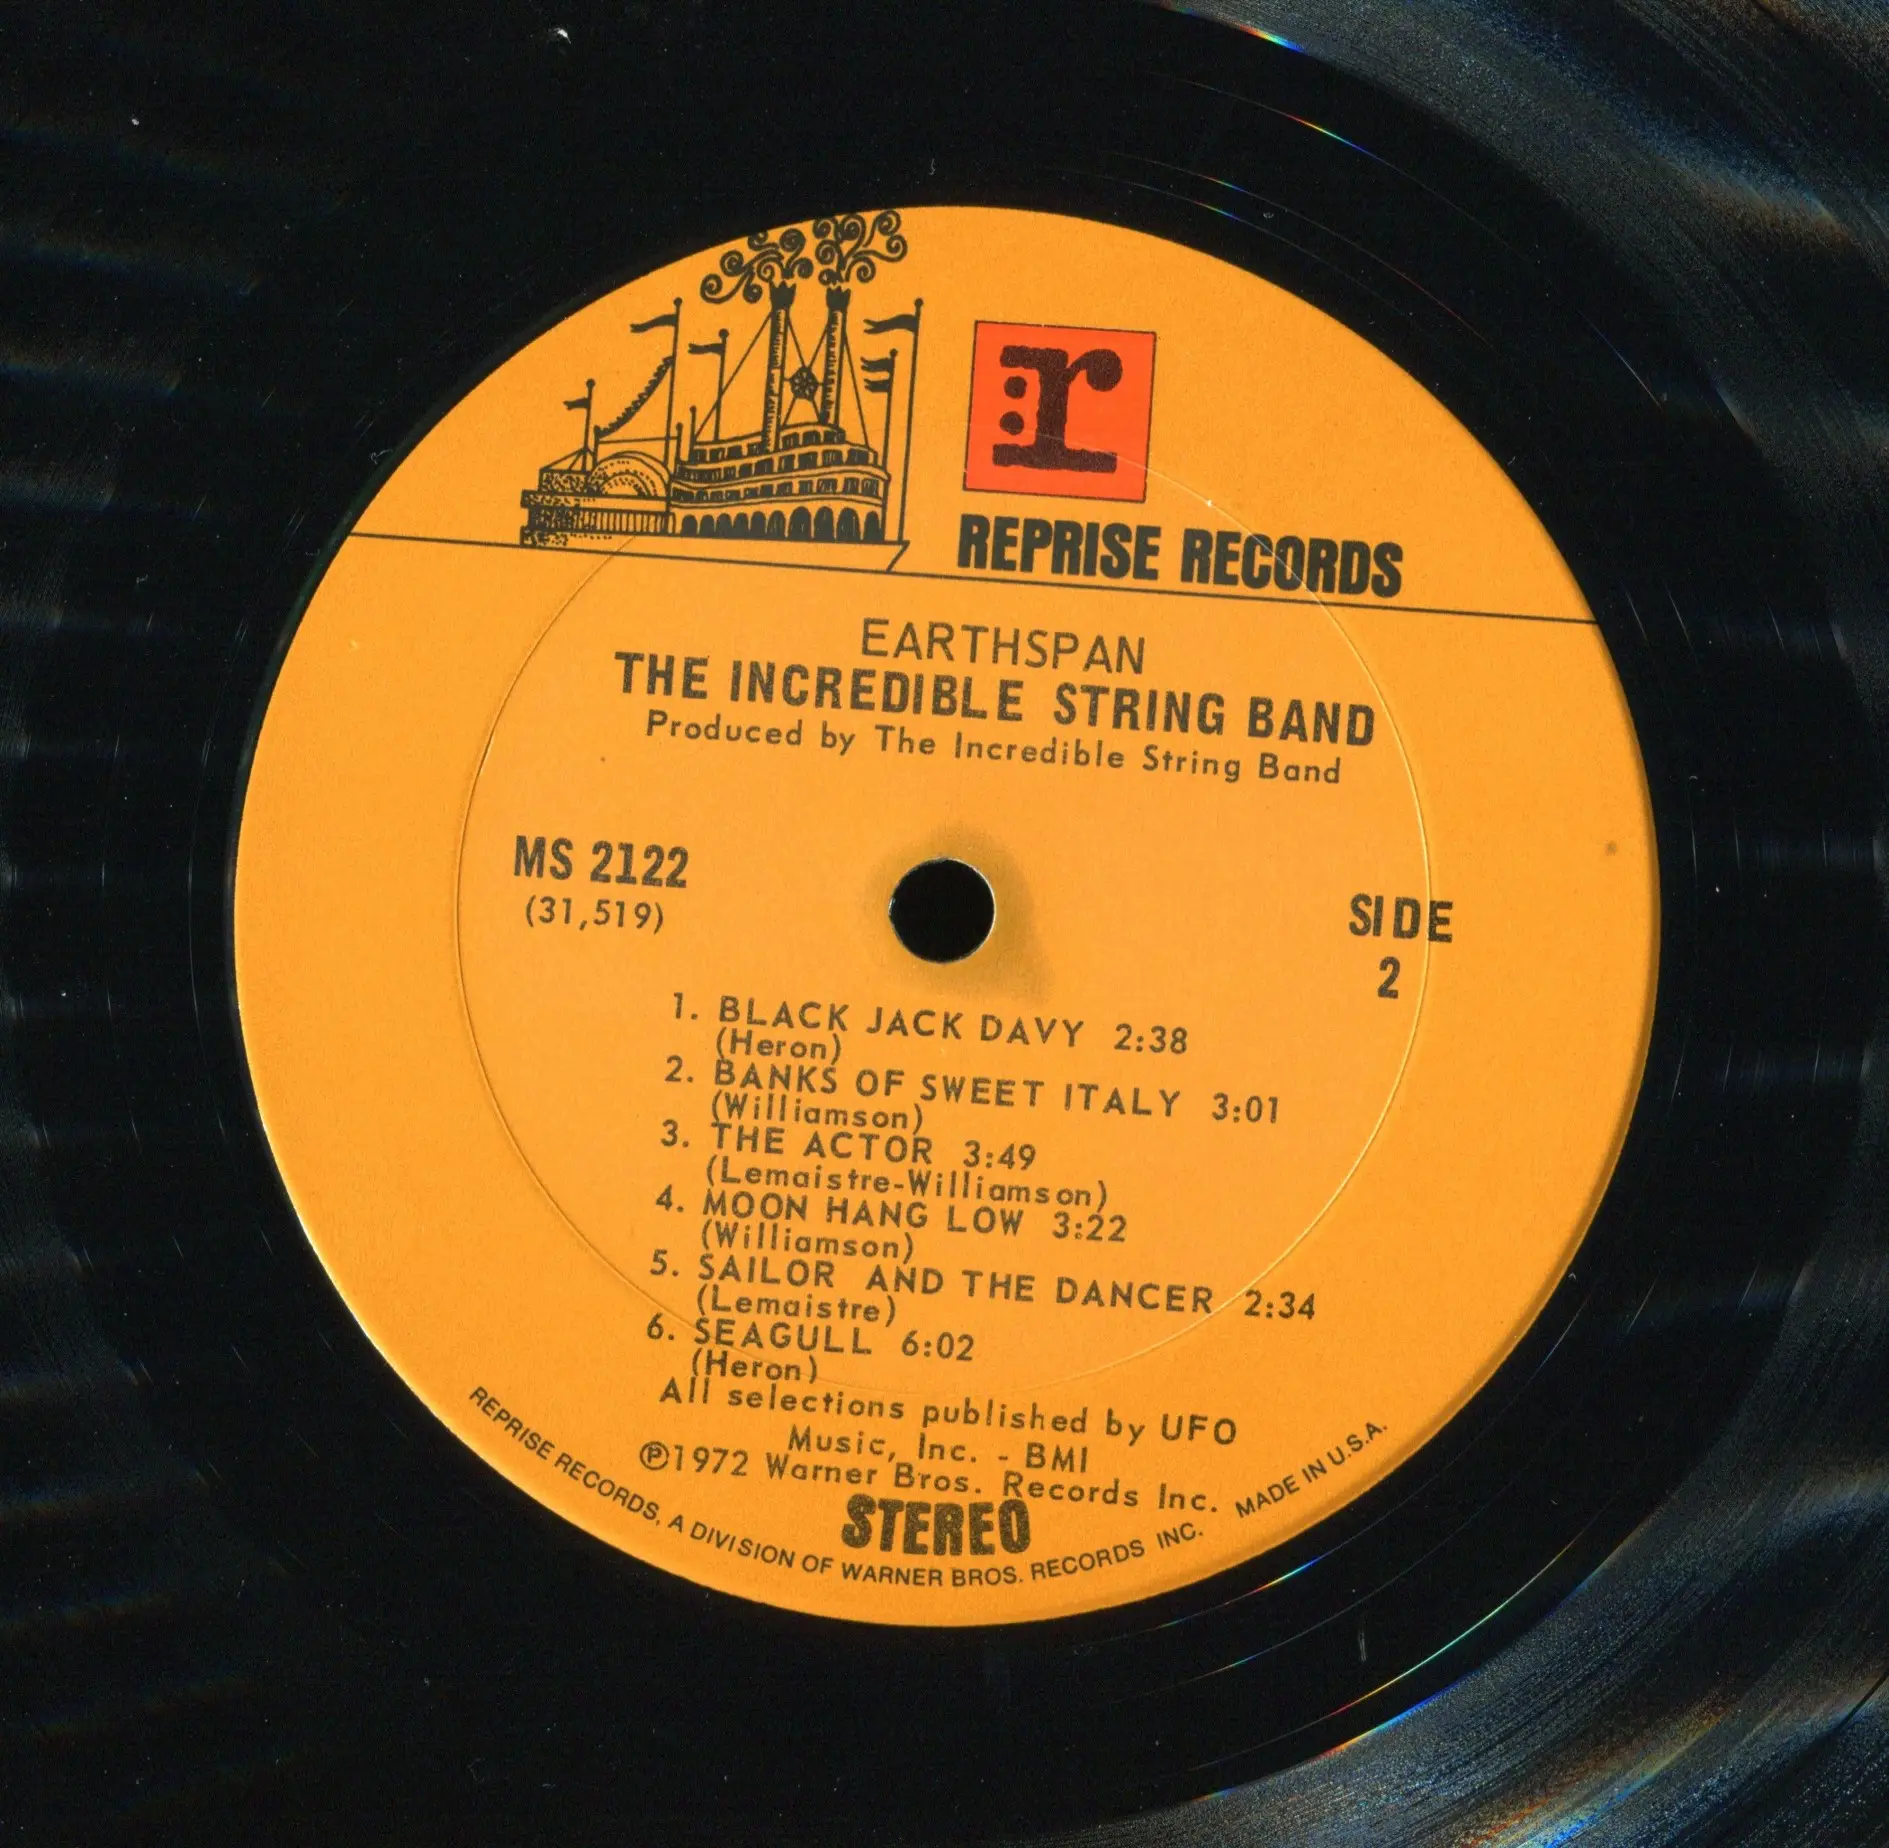 r
REPRISE RECORDS
EARTHSPAN
THE INCREDIBLE STRING BAND
Produced by The Incredible String Band
MS 2122
(31,519)
SIDE
2
1. BLACK JACK DAVY 2:38
(Heron)
2. BANKS OF SWEET ITALY 3:01
(Williamson)
3. THE ACTOR 3:49
(Lemaistre-Williamson)
4. MOON HANG LOW 3:22
(Williamson)
5. SAILOR AND THE DANCER 2:34
(Lemaistre)
6. SEAGULL 6:02
(Heron)
All selections published by UFO
Music, Inc. - BMI
℗1972 Warner Bros. Records Inc.
STEREO
REPRISE RECORDS, A DIVISION OF WARNER BROS. RECORDS INC. MADE IN U.S.A.